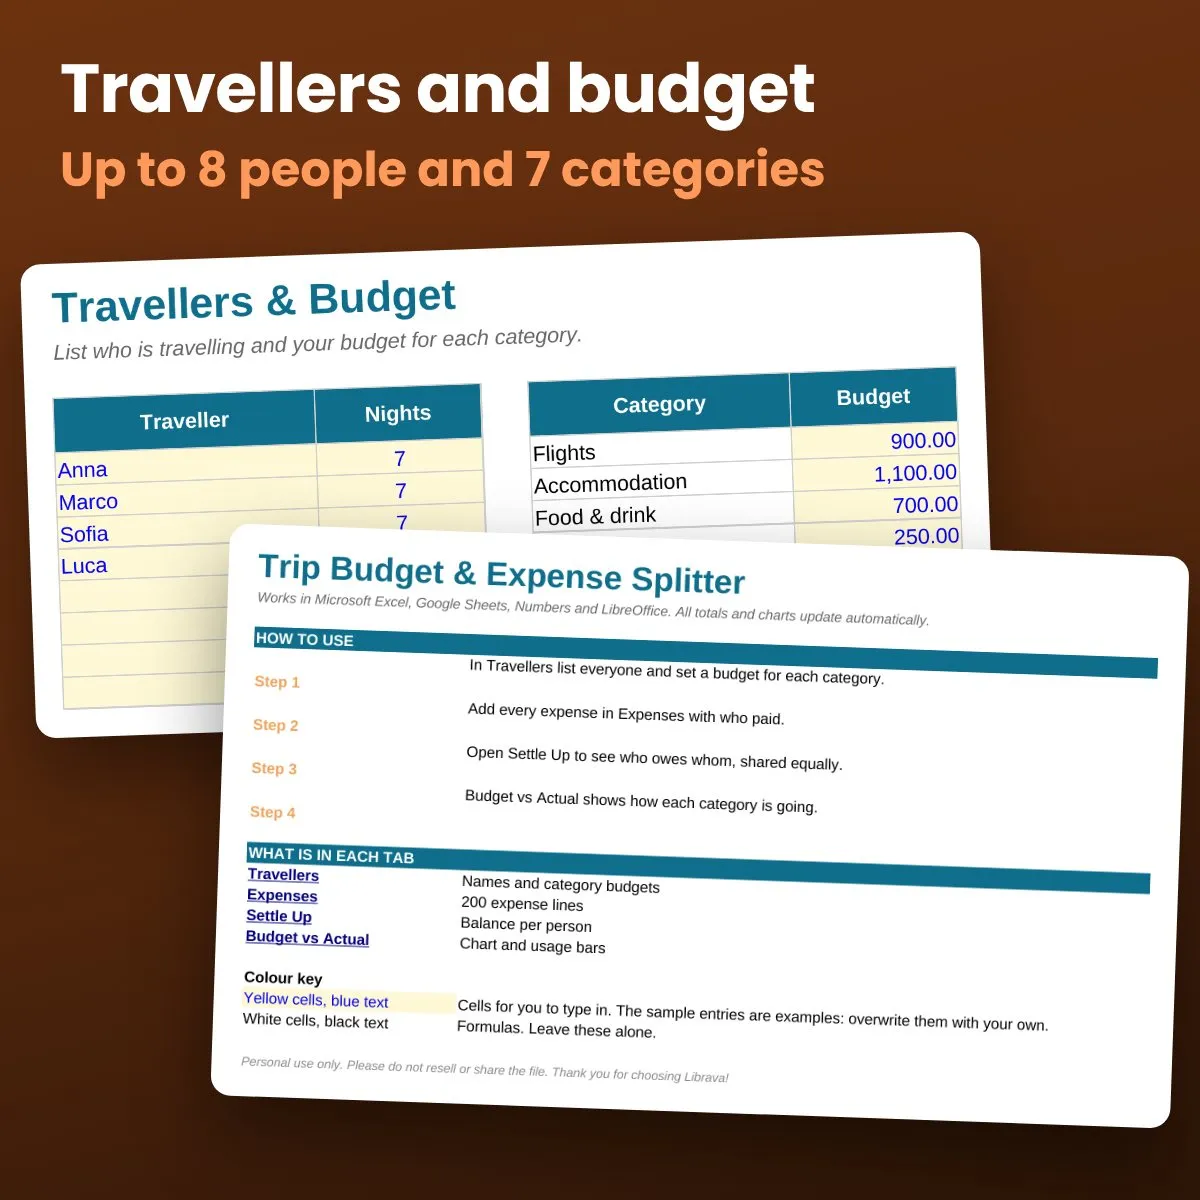 Travellers and budget
Up to 8 people and 7 categories
Travellers & Budget
List who is travelling and your budget for each category.
Traveller Nights
Anna 7
Marco 7
Sofia 7
Luca
Category Budget
Flights 900.00
Accommodation 1,100.00
Food & drink 700.00
250.00
Trip Budget & Expense Splitter
Works in Microsoft Excel, Google Sheets, Numbers and LibreOffice. All totals and charts update automatically.
HOW TO USE
Step 1 In Travellers list everyone and set a budget for each category.
Step 2 Add every expense in Expenses with who paid.
Step 3 Open Settle Up to see who owes whom, shared equally.
Step 4 Budget vs Actual shows how each category is going.
WHAT IS IN EACH TAB
Travellers Names and category budgets
Expenses 200 expense lines
Settle Up Balance per person
Budget vs Actual Chart and usage bars
Colour key
Yellow cells, blue text Cells for you to type in. The sample entries are examples: overwrite them with your own.
White cells, black text Formulas. Leave these alone.
Personal use only. Please do not resell or share the file. Thank you for choosing Librava!